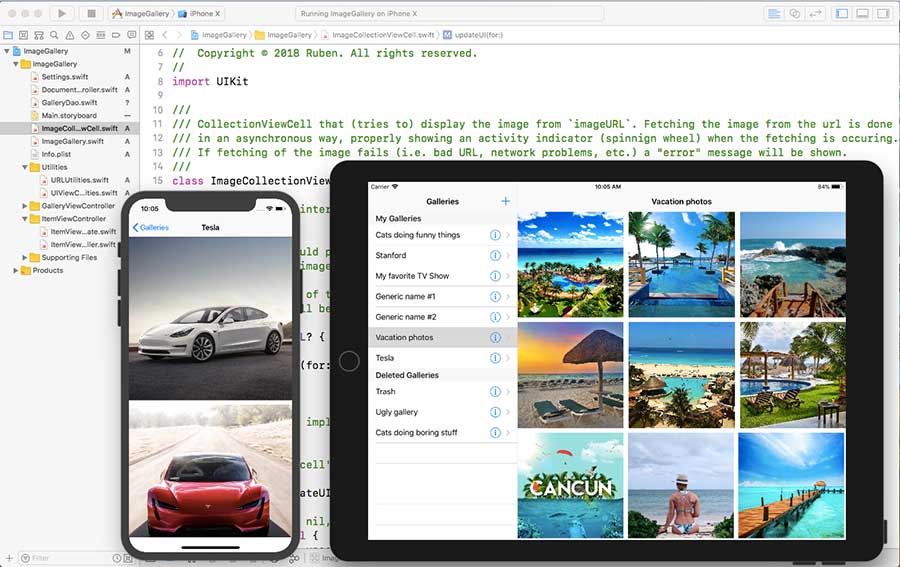 ImageGallery
iPhone X
Running ImageGallery on iPhone X
ImageGallery
ImageGallery
ImageCollectionViewCell.swift
updateUI(for:)
ImageGallery M
ImageGallery
Settings.swift A
Document...roller.swift A
GalleryDao.swift ?
Main.storyboard
ImageColl...wCell.swift A
ImageGallery.swift A
Info.plist A
Utilities
URLUtilities.swift A
UIViewC...ities.swift A
GalleryViewController
ItemViewController
ItemView...ate.swift A
ItemView...ller.swift A
Supporting Files
Products
Filter
6 // Copyright © 2018 Ruben. All rights reserved.
7 //
8 import UIKit
9
10 ///
11 /// CollectionViewCell that (tries to) display the image from `imageURL`. Fetching the image from the url is done
12 /// in an asynchronous way, properly showing an activity indicator (spinnign wheel) when the fetching is occuring.
13 /// If fetching of the image fails (i.e. bad URL, network problems, etc.) a "error" message will be shown.
14 ///
15 class ImageCollectionView
10:05
Galleries
Tesla
Carrier
10:05 AM
84%
Galleries
+
My Galleries
Cats doing funny things
Stanford
My favorite TV Show
Generic name #1
Generic name #2
Vacation photos
Tesla
Deleted Galleries
Trash
Ugly gallery
Cats doing boring stuff
Vacation photos
CANCUN